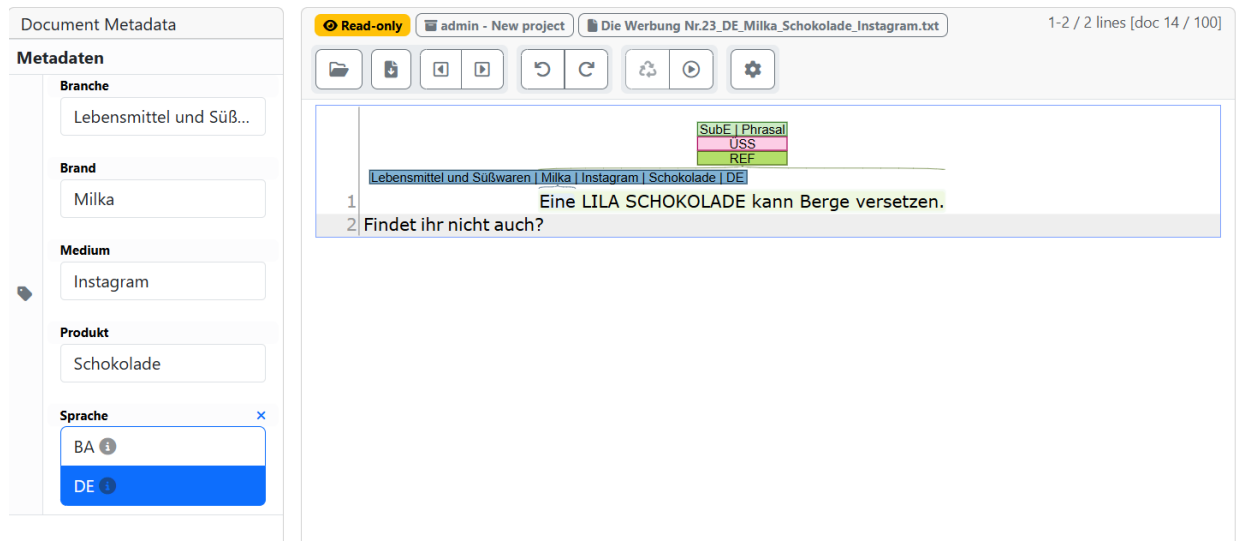 Document Metadata
Metadaten
Branche
Lebensmittel und Süß...
Brand
Milka
Medium
Instagram
Produkt
Schokolade
Sprache ×
BA
DE
Read-only admin - New project Die Werbung Nr.23_DE_Milka_Schokolade_Instagram.txt 1-2 / 2 lines [doc 14 / 100]
SubE | Phrasal
ÜSS
REF
Lebensmittel und Süßwaren | Milka | Instagram | Schokolade | DE
1 Eine LILA SCHOKOLADE kann Berge versetzen.
2 Findet ihr nicht auch?